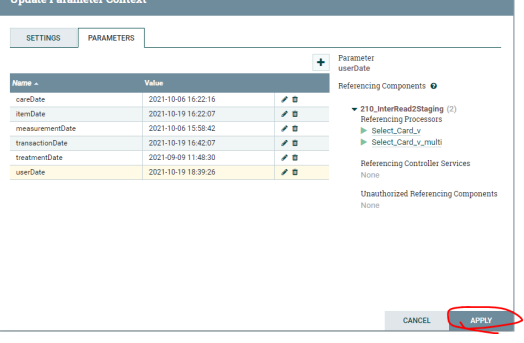 Update Parameter Context
SETTINGS
PARAMETERS
Name
Value
careDate 2021-10-06 16:22:16
itemDate 2021-10-19 16:22:07
measurementDate 2021-10-06 15:58:42
transactionDate 2021-10-19 16:42:07
treatmentDate 2021-09-09 11:48:30
userDate 2021-10-19 18:39:26
Parameter
userDate
Referencing Components
210_InterRead2Staging (2)
Referencing Processors
Select_Card_v
Select_Card_v_multi
Referencing Controller Services
None
Unauthorized Referencing Components
None
CANCEL
APPLY